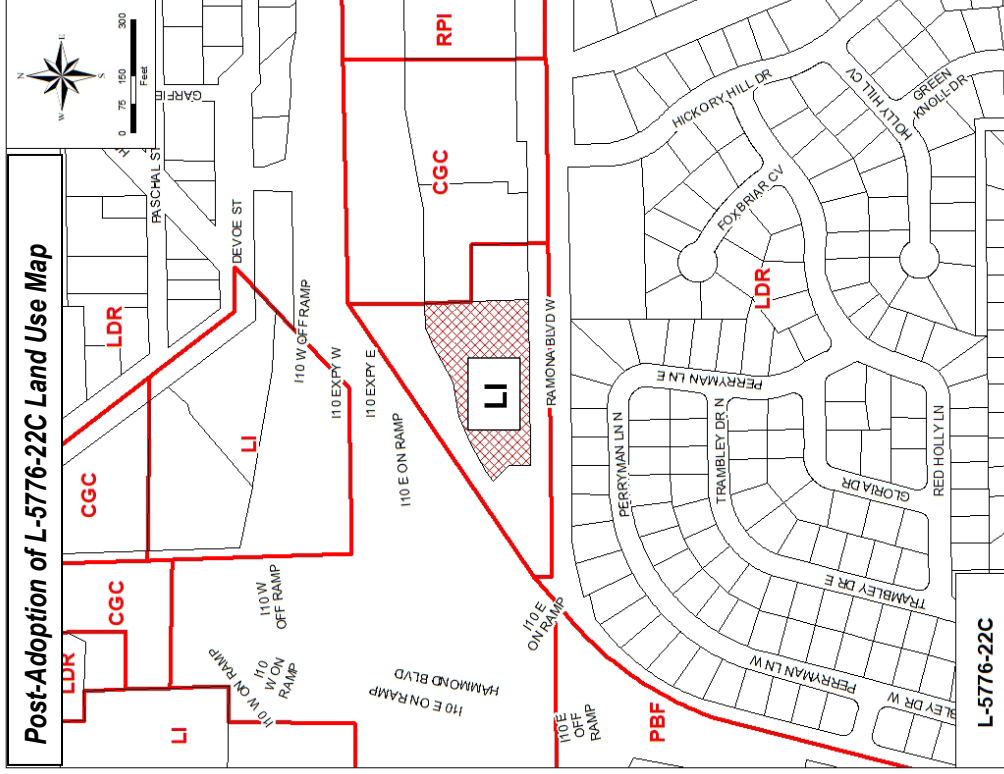 Post-Adoption of L-5776-22C Land Use Map
N
W
E
S
0
75
150
300
Feet
GARFIE
PASCHAL ST
DEVOE ST
LDR
CGC
LI
CGC
LDR
LI
I10 W OFF RAMP
I10 EXPY W
I10 EXPY E
I10 E ON RAMP
I10 W
OFF RAMP
I10 W ON RAMP
I10
W ON
RAMP
HAMMOND BLVD
I10 E ON RAMP
I10 E
ON RAMP
I10 E
OFF
RAMP
PBF
RPI
CGC
LI
RAMONA BLVD W
HICKORY HILL DR
HOLLY HILL CV
GREEN
KNOLL DR
FOXBRIAR CV
LDR
PERRYMAN LN E
PERRYMAN LN N
TRAMBLEY DR N
GLORIA DR
RED HOLLY LN
TRAMBLEY DR E
PERRYMAN LN W
BLEY DR W
L-5776-22C